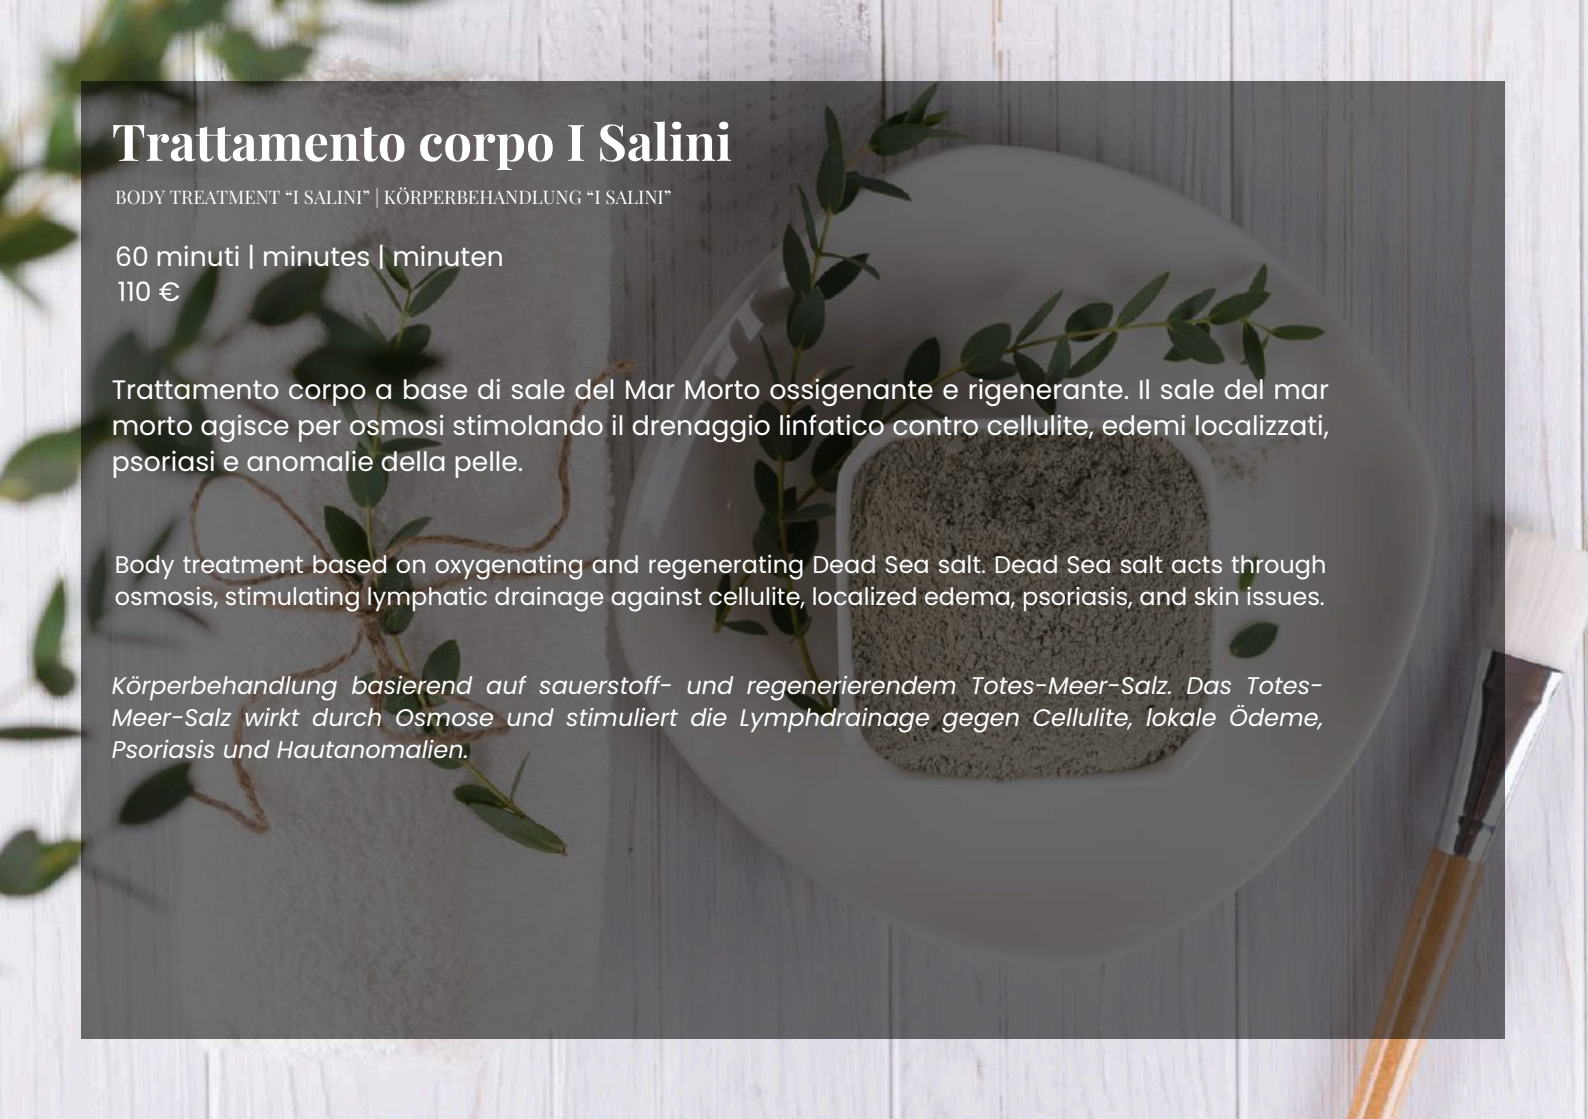 Trattamento corpo I Salini
BODY TREATMENT “I SALINI” | KÖRPERBEHANDLUNG “I SALINI”
60 minuti | minutes | minuten
110 €
Trattamento corpo a base di sale del Mar Morto ossigenante e rigenerante. Il sale del mar
morto agisce per osmosi stimolando il drenaggio linfatico contro cellulite, edemi localizzati,
psoriasi e anomalie della pelle.
Body treatment based on oxygenating and regenerating Dead Sea salt. Dead Sea salt acts through
osmosis, stimulating lymphatic drainage against cellulite, localized edema, psoriasis, and skin issues.
Körperbehandlung basierend auf sauerstoff- und regenerierendem Totes-Meer-Salz. Das Totes-
Meer-Salz wirkt durch Osmose und stimuliert die Lymphdrainage gegen Cellulite, lokale Ödeme,
Psoriasis und Hautanomalien.